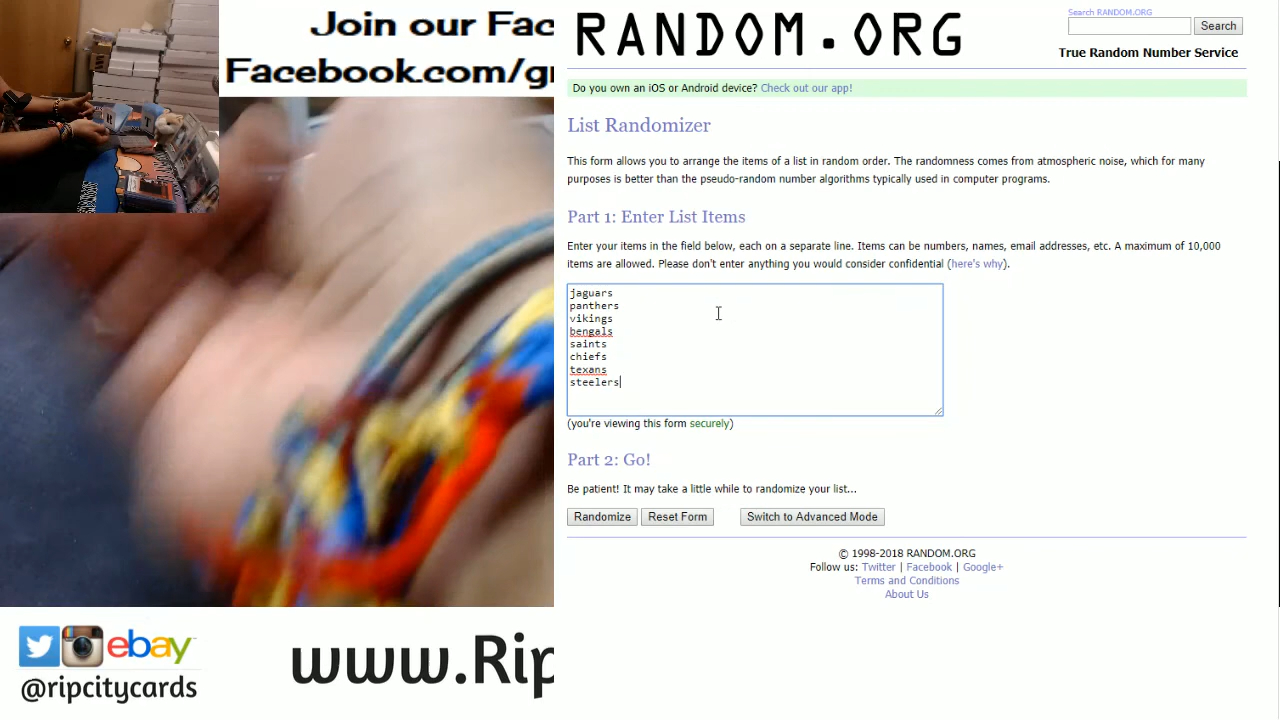 Join our Fac
Facebook.com/gr
RANDOM.ORG
Search RANDOM.ORG
Search
True Random Number Service
Do you own an iOS or Android device? Check out our app!
List Randomizer
This form allows you to arrange the items of a list in random order. The randomness comes from atmospheric noise, which for many
purposes is better than the pseudo-random number algorithms typically used in computer programs.
Part 1: Enter List Items
Enter your items in the field below, each on a separate line. Items can be numbers, names, email addresses, etc. A maximum of 10,000
items are allowed. Please don't enter anything you would consider confidential (here's why).
jaguars
panthers
vikings
bengals
saints
chiefs
texans
steelers
(you're viewing this form securely)
Part 2: Go!
Be patient! It may take a little while to randomize your list...
Randomize Reset Form Switch to Advanced Mode
© 1998-2018 RANDOM.ORG
Follow us: Twitter | Facebook | Google+
Terms and Conditions
About Us
ebay
@ripcitycards
www.Rip